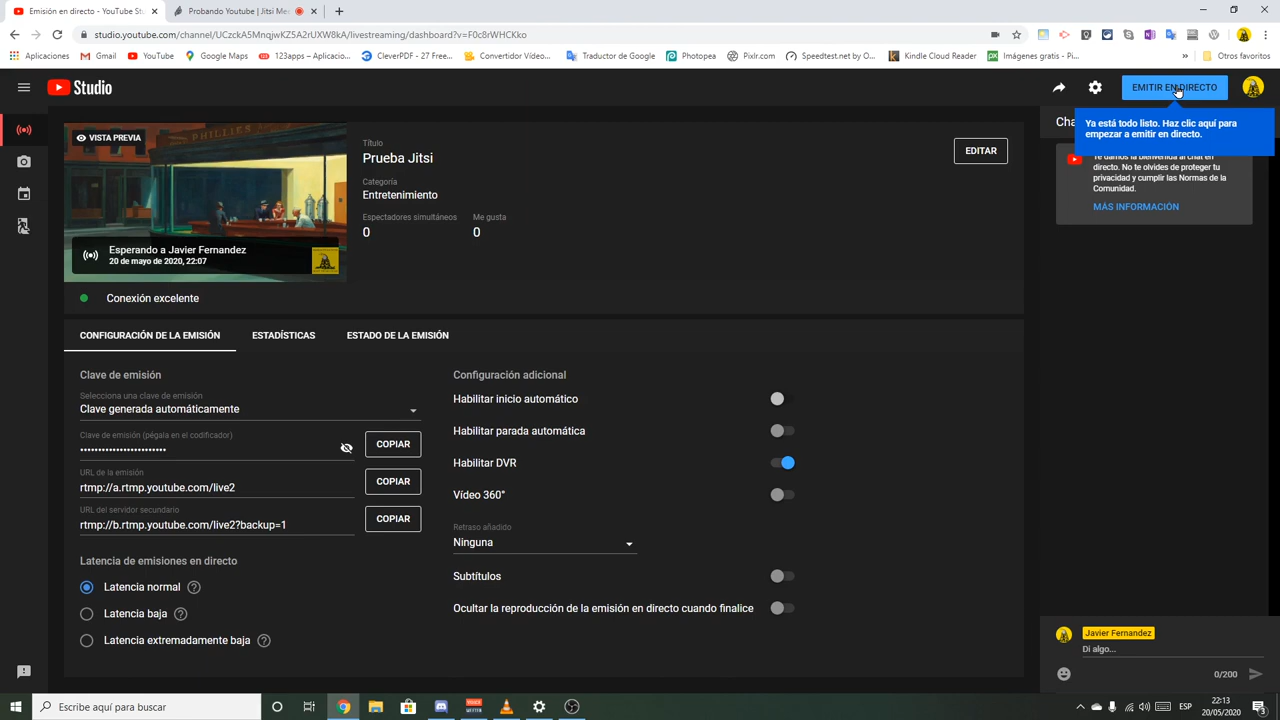 Emisión en directo - YouTube Stu
Probando Youtube | Jitsi Me
studio.youtube.com/channel/UCzckA5MnqjwKZ5A2rUXW8kA/livestreaming/dashboard?v=F0c8rWHCKko
Aplicaciones
Gmail
YouTube
Google Maps
123apps – Aplicacio...
CleverPDF - 27 Free...
Convertidor Vídeo...
Traductor de Google
Photopea
Pixlr.com
Speedtest.net by O...
Kindle Cloud Reader
Imágenes gratis - Pi...
»
Otros favoritos
Studio
EMITIR EN DIRECTO
Ya está todo listo. Haz clic aquí para
empezar a emitir en directo.
Cha
Te damos la bienvenida al chat en
directo. No te olvides de proteger tu
privacidad y cumplir las Normas de la
Comunidad.
MÁS INFORMACIÓN
VISTA PREVIA
PHILLIES
Esperando a Javier Fernandez
20 de mayo de 2020, 22:07
Título
Prueba Jitsi
EDITAR
Categoría
Entretenimiento
Espectadores simultáneos
Me gusta
0
0
Conexión excelente
CONFIGURACIÓN DE LA EMISIÓN
ESTADÍSTICAS
ESTADO DE LA EMISIÓN
Clave de emisión
Selecciona una clave de emisión
Clave generada automáticamente
Clave de emisión (pégala en el codificador)
••••••••••••••••••••••••
COPIAR
URL de la emisión
rtmp://a.rtmp.youtube.com/live2
COPIAR
URL del servidor secundario
rtmp://b.rtmp.youtube.com/live2?backup=1
COPIAR
Latencia de emisiones en directo
Latencia normal
Latencia baja
Latencia extremadamente baja
Configuración adicional
Habilitar inicio automático
Habilitar parada automática
Habilitar DVR
Vídeo 360°
Retraso añadido
Ninguna
Subtítulos
Ocultar la reproducción de la emisión en directo cuando finalice
Javier Fernandez
Di algo...
0/200
Escribe aquí para buscar
ESP
22:13
20/05/2020